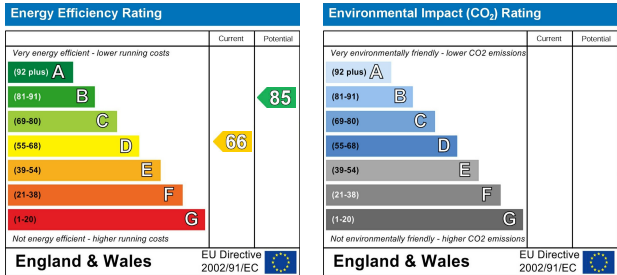 Energy Efficiency Rating
Current Potential
Very energy efficient - lower running costs
(92 plus) A
(81-91) B
85
(69-80) C
(55-68) D
66
(39-54) E
(21-38) F
(1-20) G
Not energy efficient - higher running costs
England & Wales
EU Directive
2002/91/EC
Environmental Impact (CO2) Rating
Current Potential
Very environmentally friendly - lower CO2 emissions
(92 plus) A
(81-91) B
(69-80) C
(55-68) D
(39-54) E
(21-38) F
(1-20) G
Not environmentally friendly - higher CO2 emissions
England & Wales
EU Directive
2002/91/EC